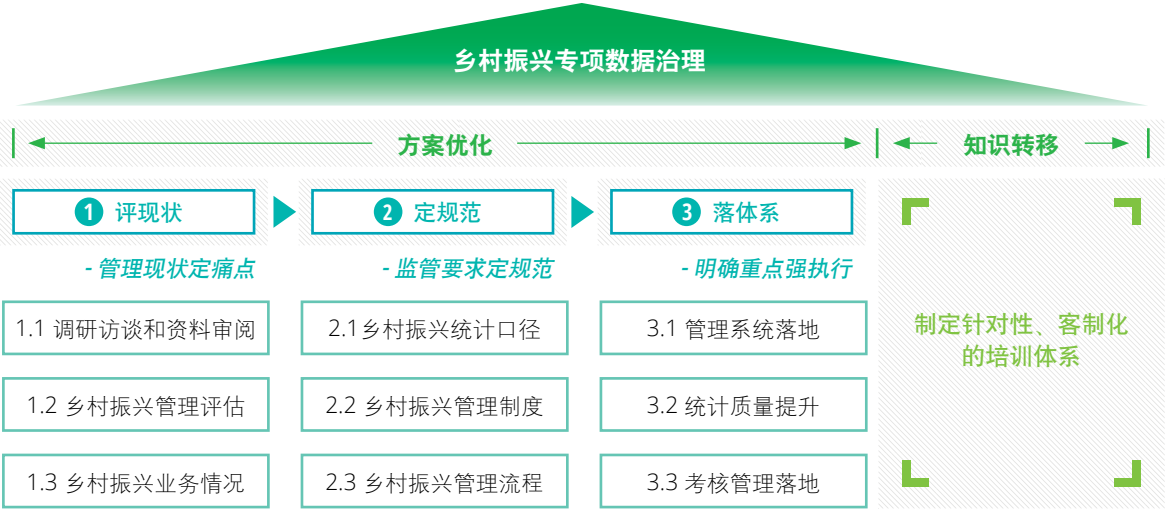 乡村振兴专项数据治理
方案优化
知识转移
1 评现状
2 定规范
3 落体系
- 管理现状定痛点
- 监管要求定规范
- 明确重点强执行
1.1 调研访谈和资料审阅
2.1乡村振兴统计口径
3.1 管理系统落地
制定针对性、客制化
的培训体系
1.2 乡村振兴管理评估
2.2 乡村振兴管理制度
3.2 统计质量提升
1.3 乡村振兴业务情况
2.3 乡村振兴管理流程
3.3 考核管理落地